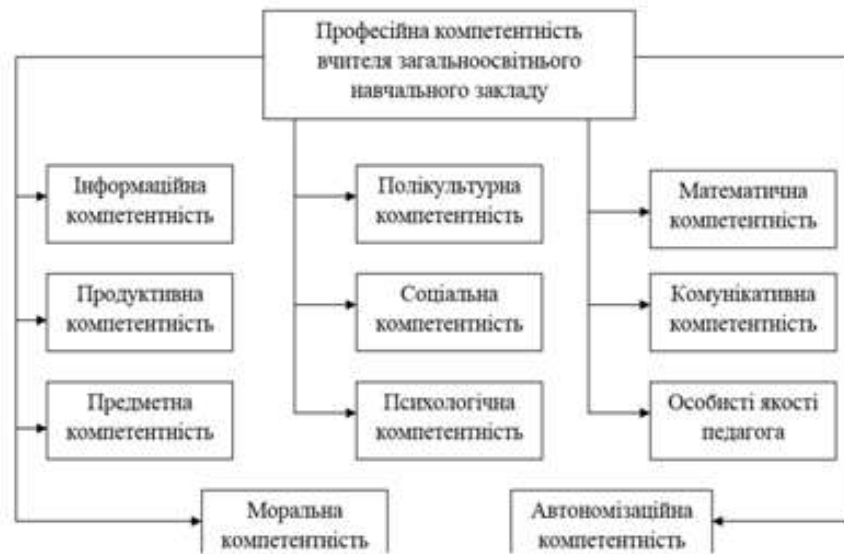 Професійна компетентність
вчителя загальноосвітнього
навчального закладу
Інформаційна
компетентність
Полікультурна
компетентність
Математична
компетентність
Продуктивна
компетентність
Соціальна
компетентність
Комунікативна
компетентність
Предметна
компетентність
Психологічна
компетентність
Особисті якості
педагога
Моральна
компетентність
Автономізаційна
компетентність